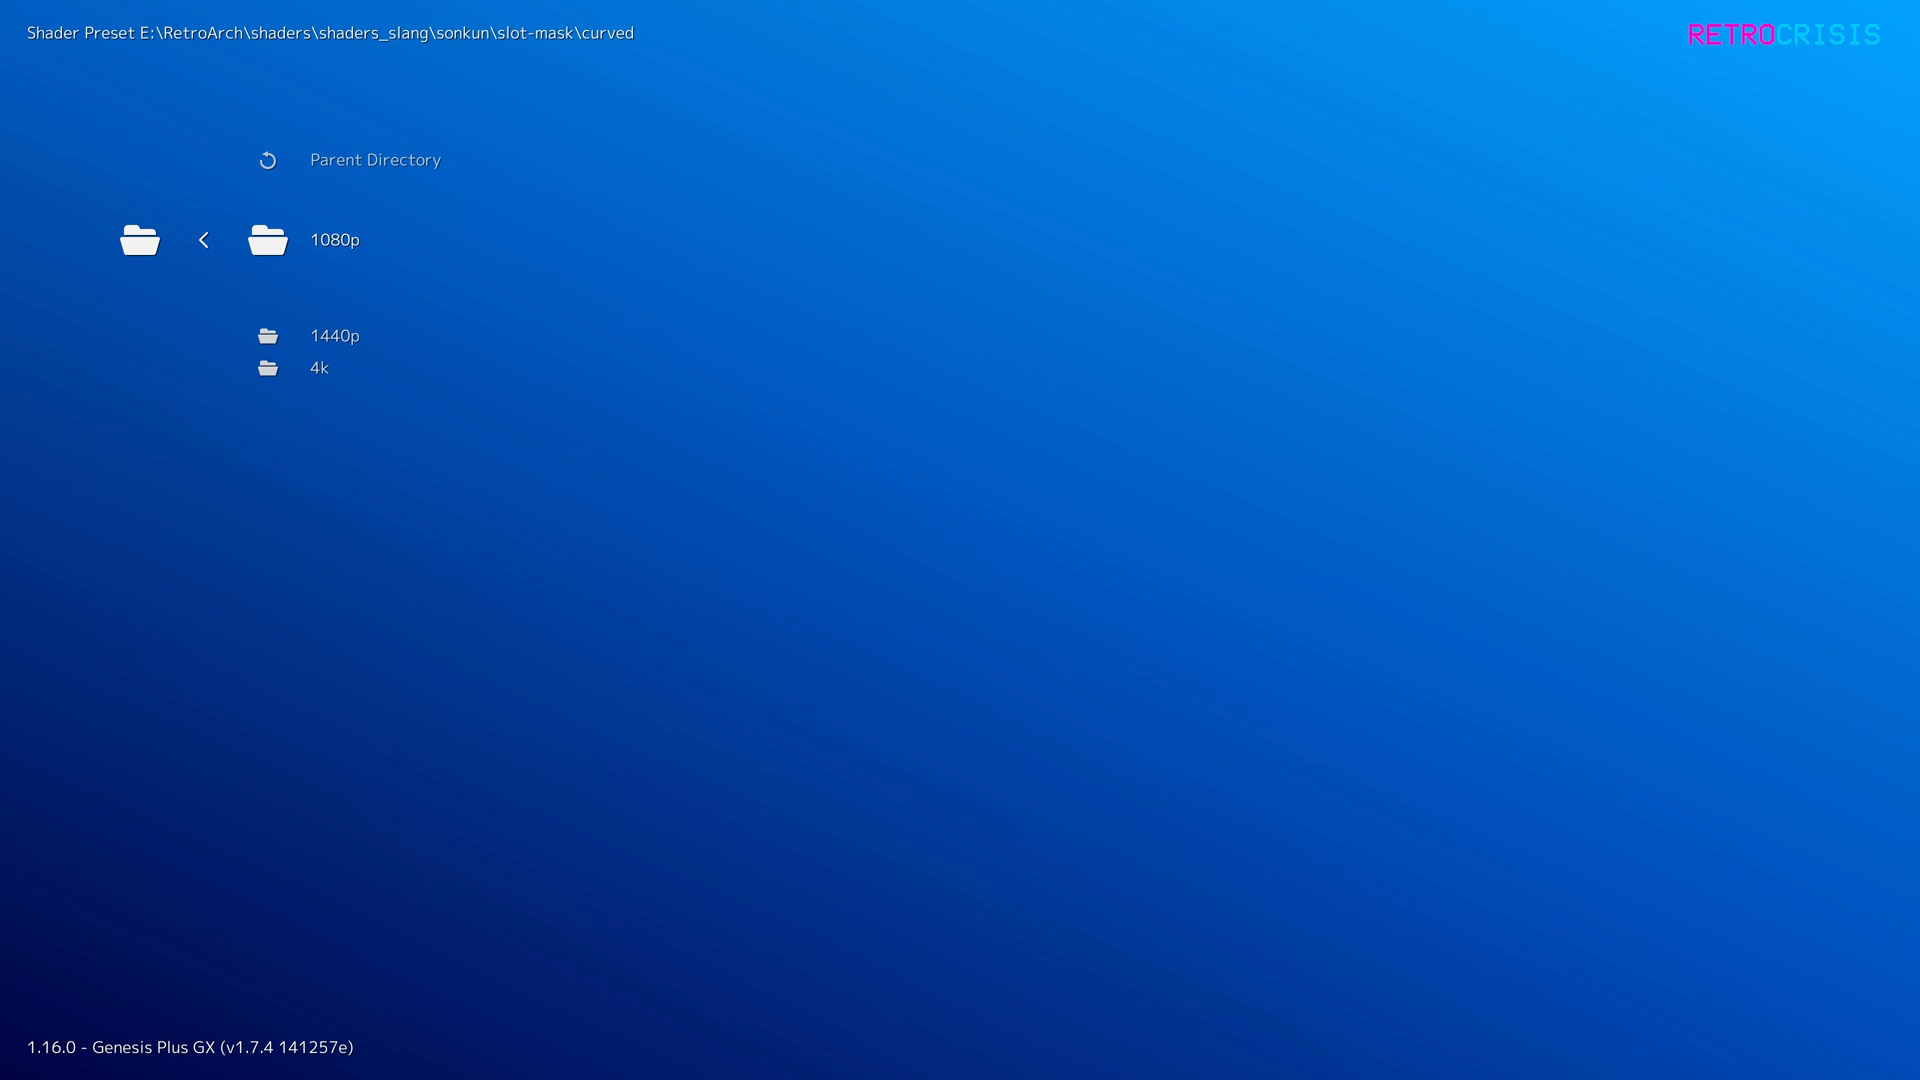 Shader Preset E:\RetroArch\shaders\shaders_slang\sonkun\slot-mask\curved
RETROCRISIS
Parent Directory
1080p
1440p
4k
1.16.0 - Genesis Plus GX (v1.7.4 141257e)